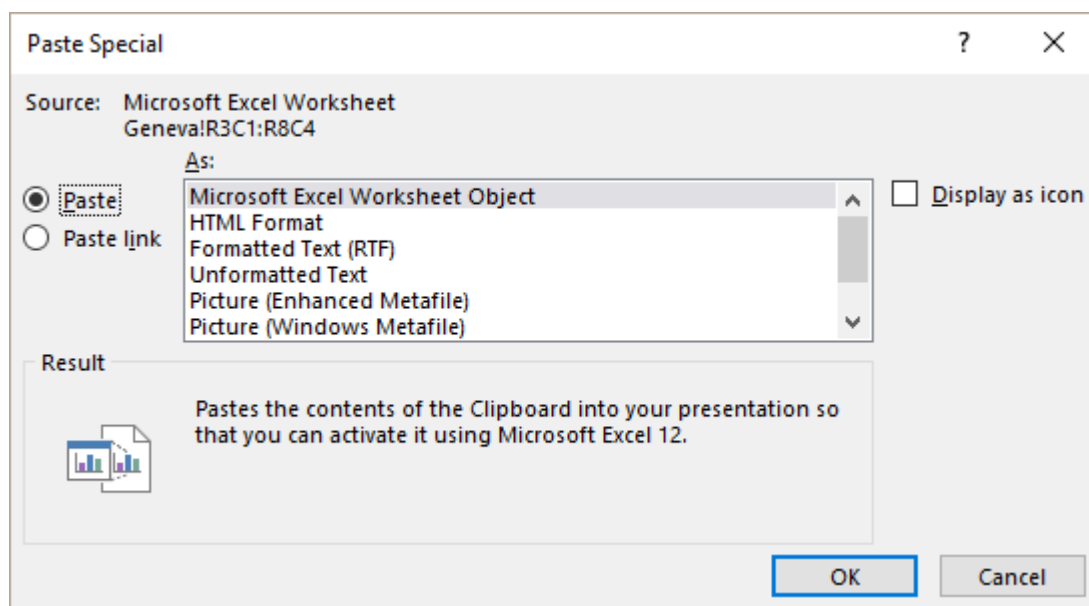 Paste Special
?
Source: Microsoft Excel Worksheet
Geneva!R3C1:R8C4
As:
Paste
Paste link
Microsoft Excel Worksheet Object
HTML Format
Formatted Text (RTF)
Unformatted Text
Picture (Enhanced Metafile)
Picture (Windows Metafile)
Display as icon
Result
Pastes the contents of the Clipboard into your presentation so
that you can activate it using Microsoft Excel 12.
OK
Cancel